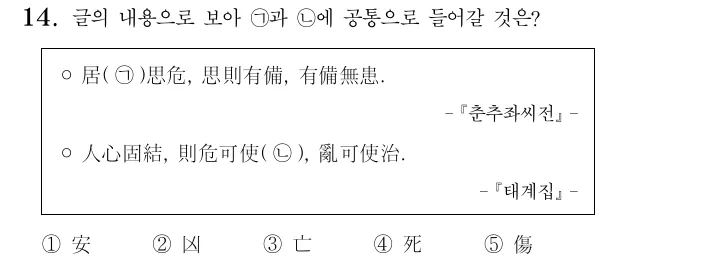 14. 글의 내용으로 보아 ㉠과 ㉡에 공통으로 들어갈 것은?
○ 居( ㉠ )思危, 思則有備, 有備無患.
-『춘추좌씨전』-
○ 人心固結, 則危可使( ㉡ ), 亂可使治.
-『태계집』-
① 安 ② 凶 ③ 亡 ④ 死 ⑤ 傷